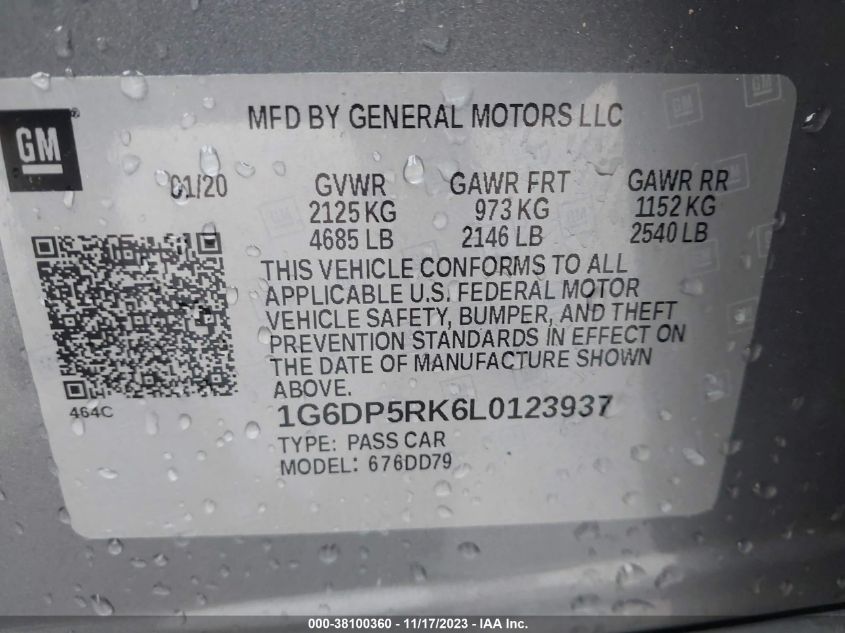 GM
MFD BY GENERAL MOTORS LLC
01/20
GVWR GAWR FRT GAWR RR
2125 KG 973 KG 1152 KG
4685 LB 2146 LB 2540 LB
THIS VEHICLE CONFORMS TO ALL
APPLICABLE U.S. FEDERAL MOTOR
VEHICLE SAFETY, BUMPER, AND THEFT
PREVENTION STANDARDS IN EFFECT ON
THE DATE OF MANUFACTURE SHOWN
ABOVE.
464C
1G6DP5RK6L0123937
TYPE: PASS CAR
MODEL: 676DD79
000-38100360 - 11/17/2023 - IAA Inc.